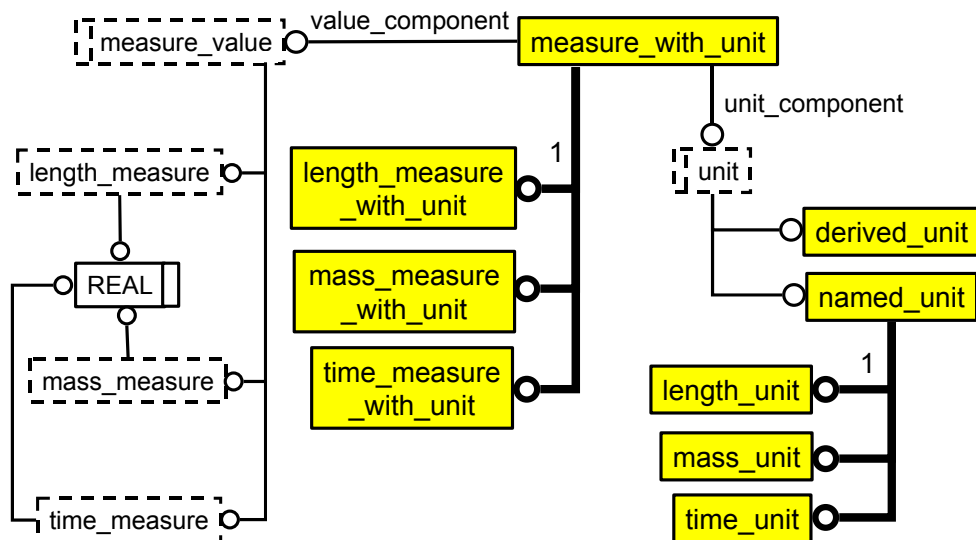 value_component
measure_value
measure_with_unit
unit_component
1
length_measure
length_measure
_with_unit
unit
derived_unit
REAL
mass_measure
_with_unit
named_unit
1
mass_measure
time_measure
_with_unit
length_unit
mass_unit
time_measure
time_unit